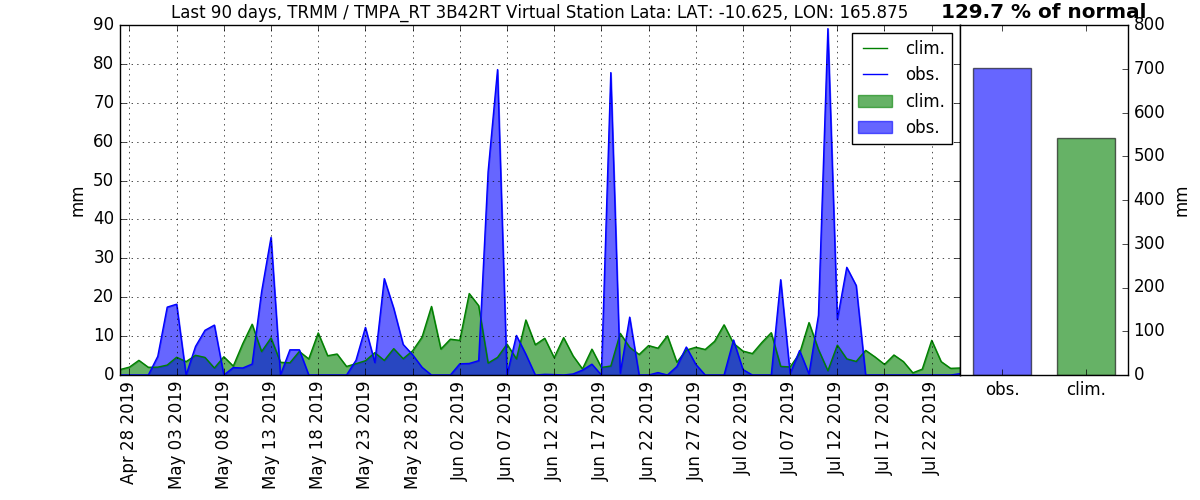 Last 90 days, TRMM / TMPA_RT 3B42RT Virtual Station Lata: LAT: -10.625, LON: 165.875
129.7 % of normal
90
80
70
60
50
40
30
20
10
0
mm
clim.
obs.
clim.
obs.
Apr 28 2019
May 03 2019
May 08 2019
May 13 2019
May 18 2019
May 23 2019
May 28 2019
Jun 02 2019
Jun 07 2019
Jun 12 2019
Jun 17 2019
Jun 22 2019
Jun 27 2019
Jul 02 2019
Jul 07 2019
Jul 12 2019
Jul 17 2019
Jul 22 2019
800
700
600
500
400
300
200
100
0
mm
obs.
clim.